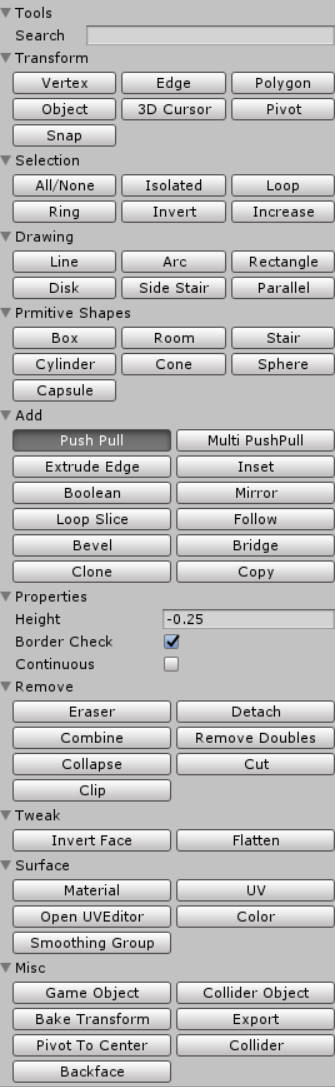 Tools
Search
Transform
Vertex Edge Polygon
Object 3D Cursor Pivot
Snap
Selection
All/None Isolated Loop
Ring Invert Increase
Drawing
Line Arc Rectangle
Disk Side Stair Parallel
Prmitive Shapes
Box Room Stair
Cylinder Cone Sphere
Capsule
Add
Push Pull Multi PushPull
Extrude Edge Inset
Boolean Mirror
Loop Slice Follow
Bevel Bridge
Clone Copy
Properties
Height -0.25
Border Check
Continuous
Remove
Eraser Detach
Combine Remove Doubles
Collapse Cut
Clip
Tweak
Invert Face Flatten
Surface
Material UV
Open UVEditor Color
Smoothing Group
Misc
Game Object Collider Object
Bake Transform Export
Pivot To Center Collider
Backface